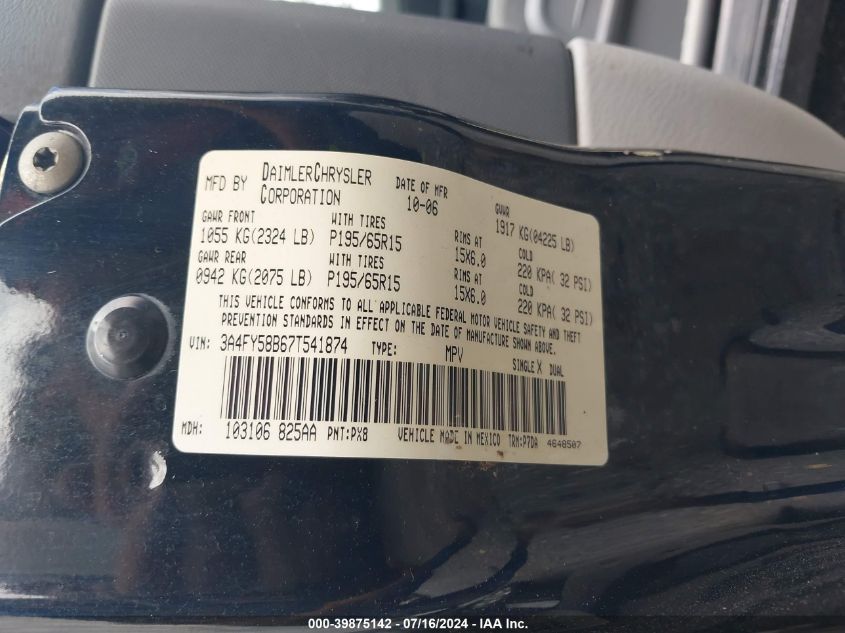 MFD BY DAIMLERCHRYSLER CORPORATION DATE OF MFR 10-06 GVWR 1917 KG(04225 LB)
GAWR FRONT WITH TIRES RIMS AT COLD
1055 KG(2324 LB) P195/65R15 15X6.0 220 KPA( 32 PSI)
GAWR REAR WITH TIRES RIMS AT COLD
0942 KG(2075 LB) P195/65R15 15X6.0 220 KPA( 32 PSI)
THIS VEHICLE CONFORMS TO ALL APPLICABLE FEDERAL MOTOR VEHICLE SAFETY AND THEFT
PREVENTION STANDARDS IN EFFECT ON THE DATE OF MANUFACTURE SHOWN ABOVE.
VIN: 3A4FY58B67T541874 TYPE: MPV
SINGLE X DUAL
MDH: 103106 825AA PNT:PX8 VEHICLE MADE IN MEXICO TRM:P7DA 4648507
000-39875142 - 07/16/2024 - IAAI.com